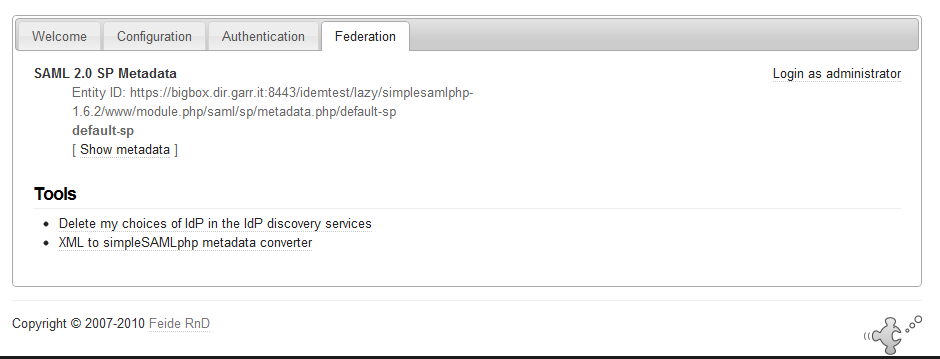 Welcome
Configuration
Authentication
Federation
SAML 2.0 SP Metadata
Login as administrator
Entity ID: https://bigbox.dir.garr.it:8443/idemtest/lazy/simplesamlphp-
1.6.2/www/module.php/saml/sp/metadata.php/default-sp
default-sp
[ Show metadata ]
Tools
Delete my choices of IdP in the IdP discovery services
XML to simpleSAMLphp metadata converter
Copyright © 2007-2010 Feide RnD